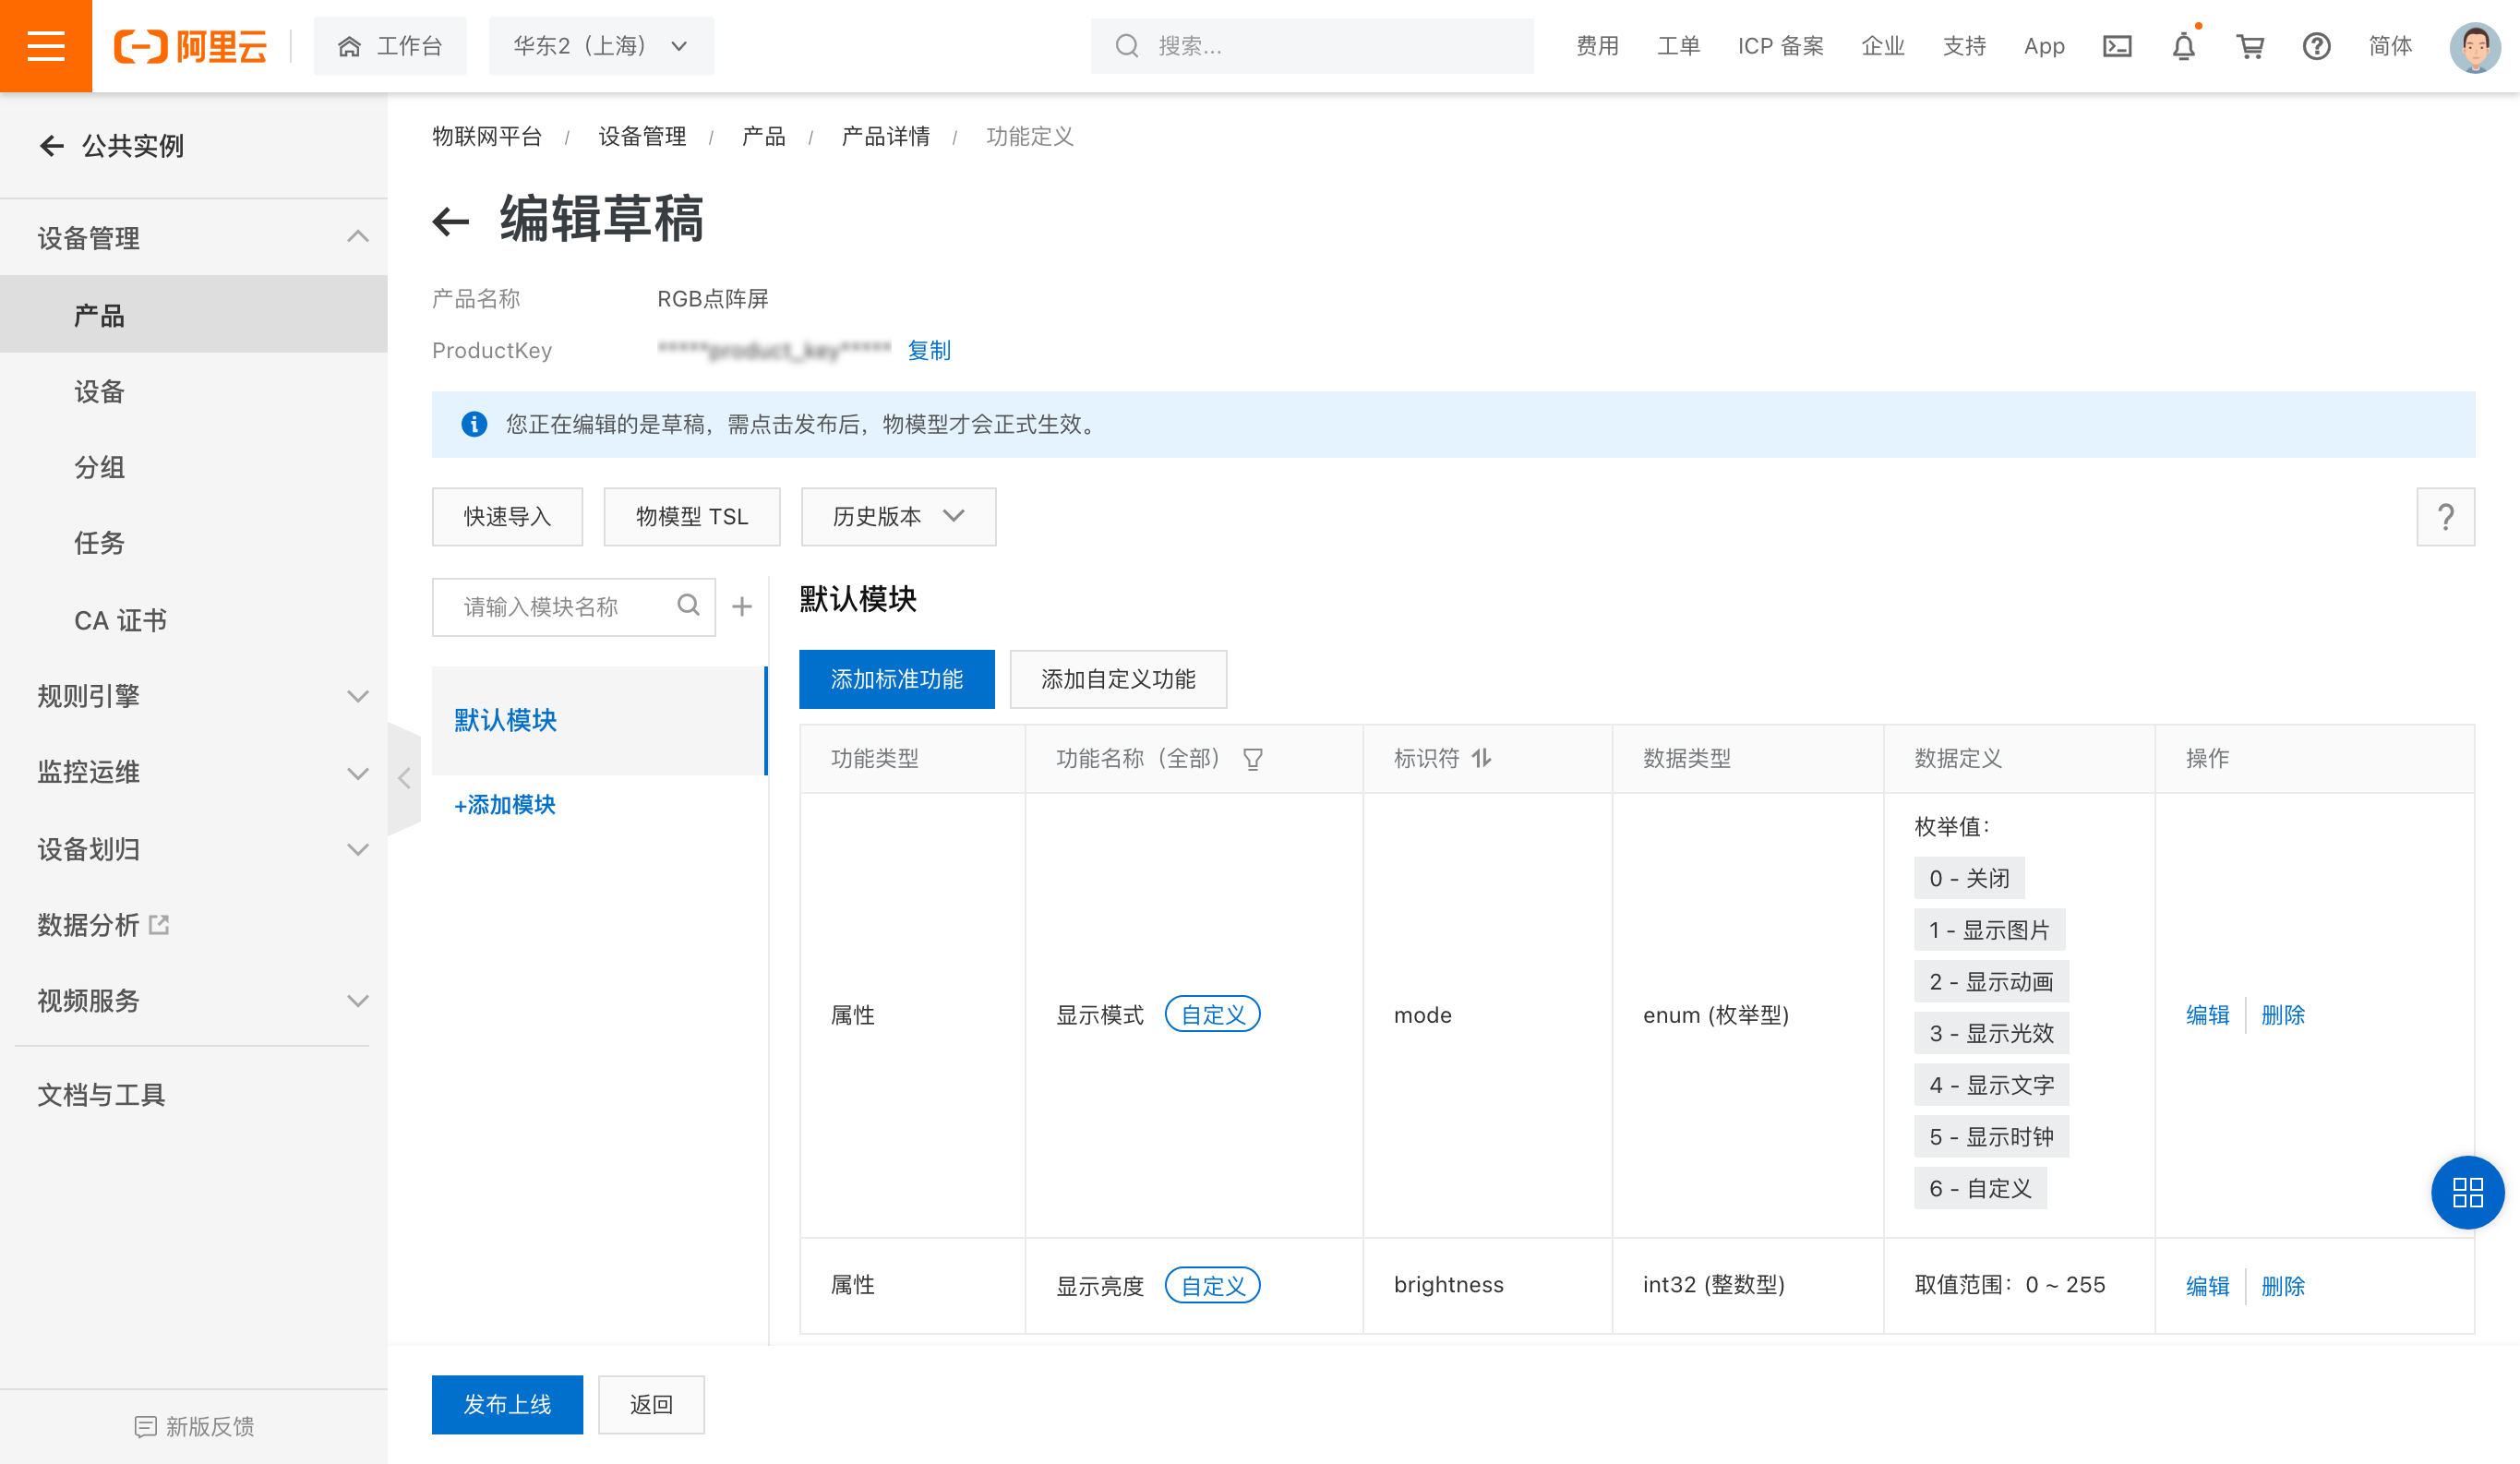 阿里云
工作台
华东2（上海）
搜索...
费用
工单
ICP 备案
企业
支持
App
简体
公共实例
设备管理
产品
设备
分组
任务
CA 证书
规则引擎
监控运维
设备划归
数据分析
视频服务
文档与工具
新版反馈
物联网平台 / 设备管理 / 产品 / 产品详情 / 功能定义
编辑草稿
产品名称 RGB点阵屏
ProductKey *****product_key***** 复制
您正在编辑的是草稿，需点击发布后，物模型才会正式生效。
快速导入
物模型 TSL
历史版本
?
请输入模块名称
+
默认模块
+添加模块
默认模块
添加标准功能
添加自定义功能
功能类型 功能名称（全部） 标识符 数据类型 数据定义 操作
属性 显示模式 自定义 mode enum (枚举型)
枚举值：
0 - 关闭
1 - 显示图片
2 - 显示动画
3 - 显示光效
4 - 显示文字
5 - 显示时钟
6 - 自定义
编辑 删除
属性 显示亮度 自定义 brightness int32 (整数型) 取值范围：0 ~ 255 编辑 删除
发布上线
返回